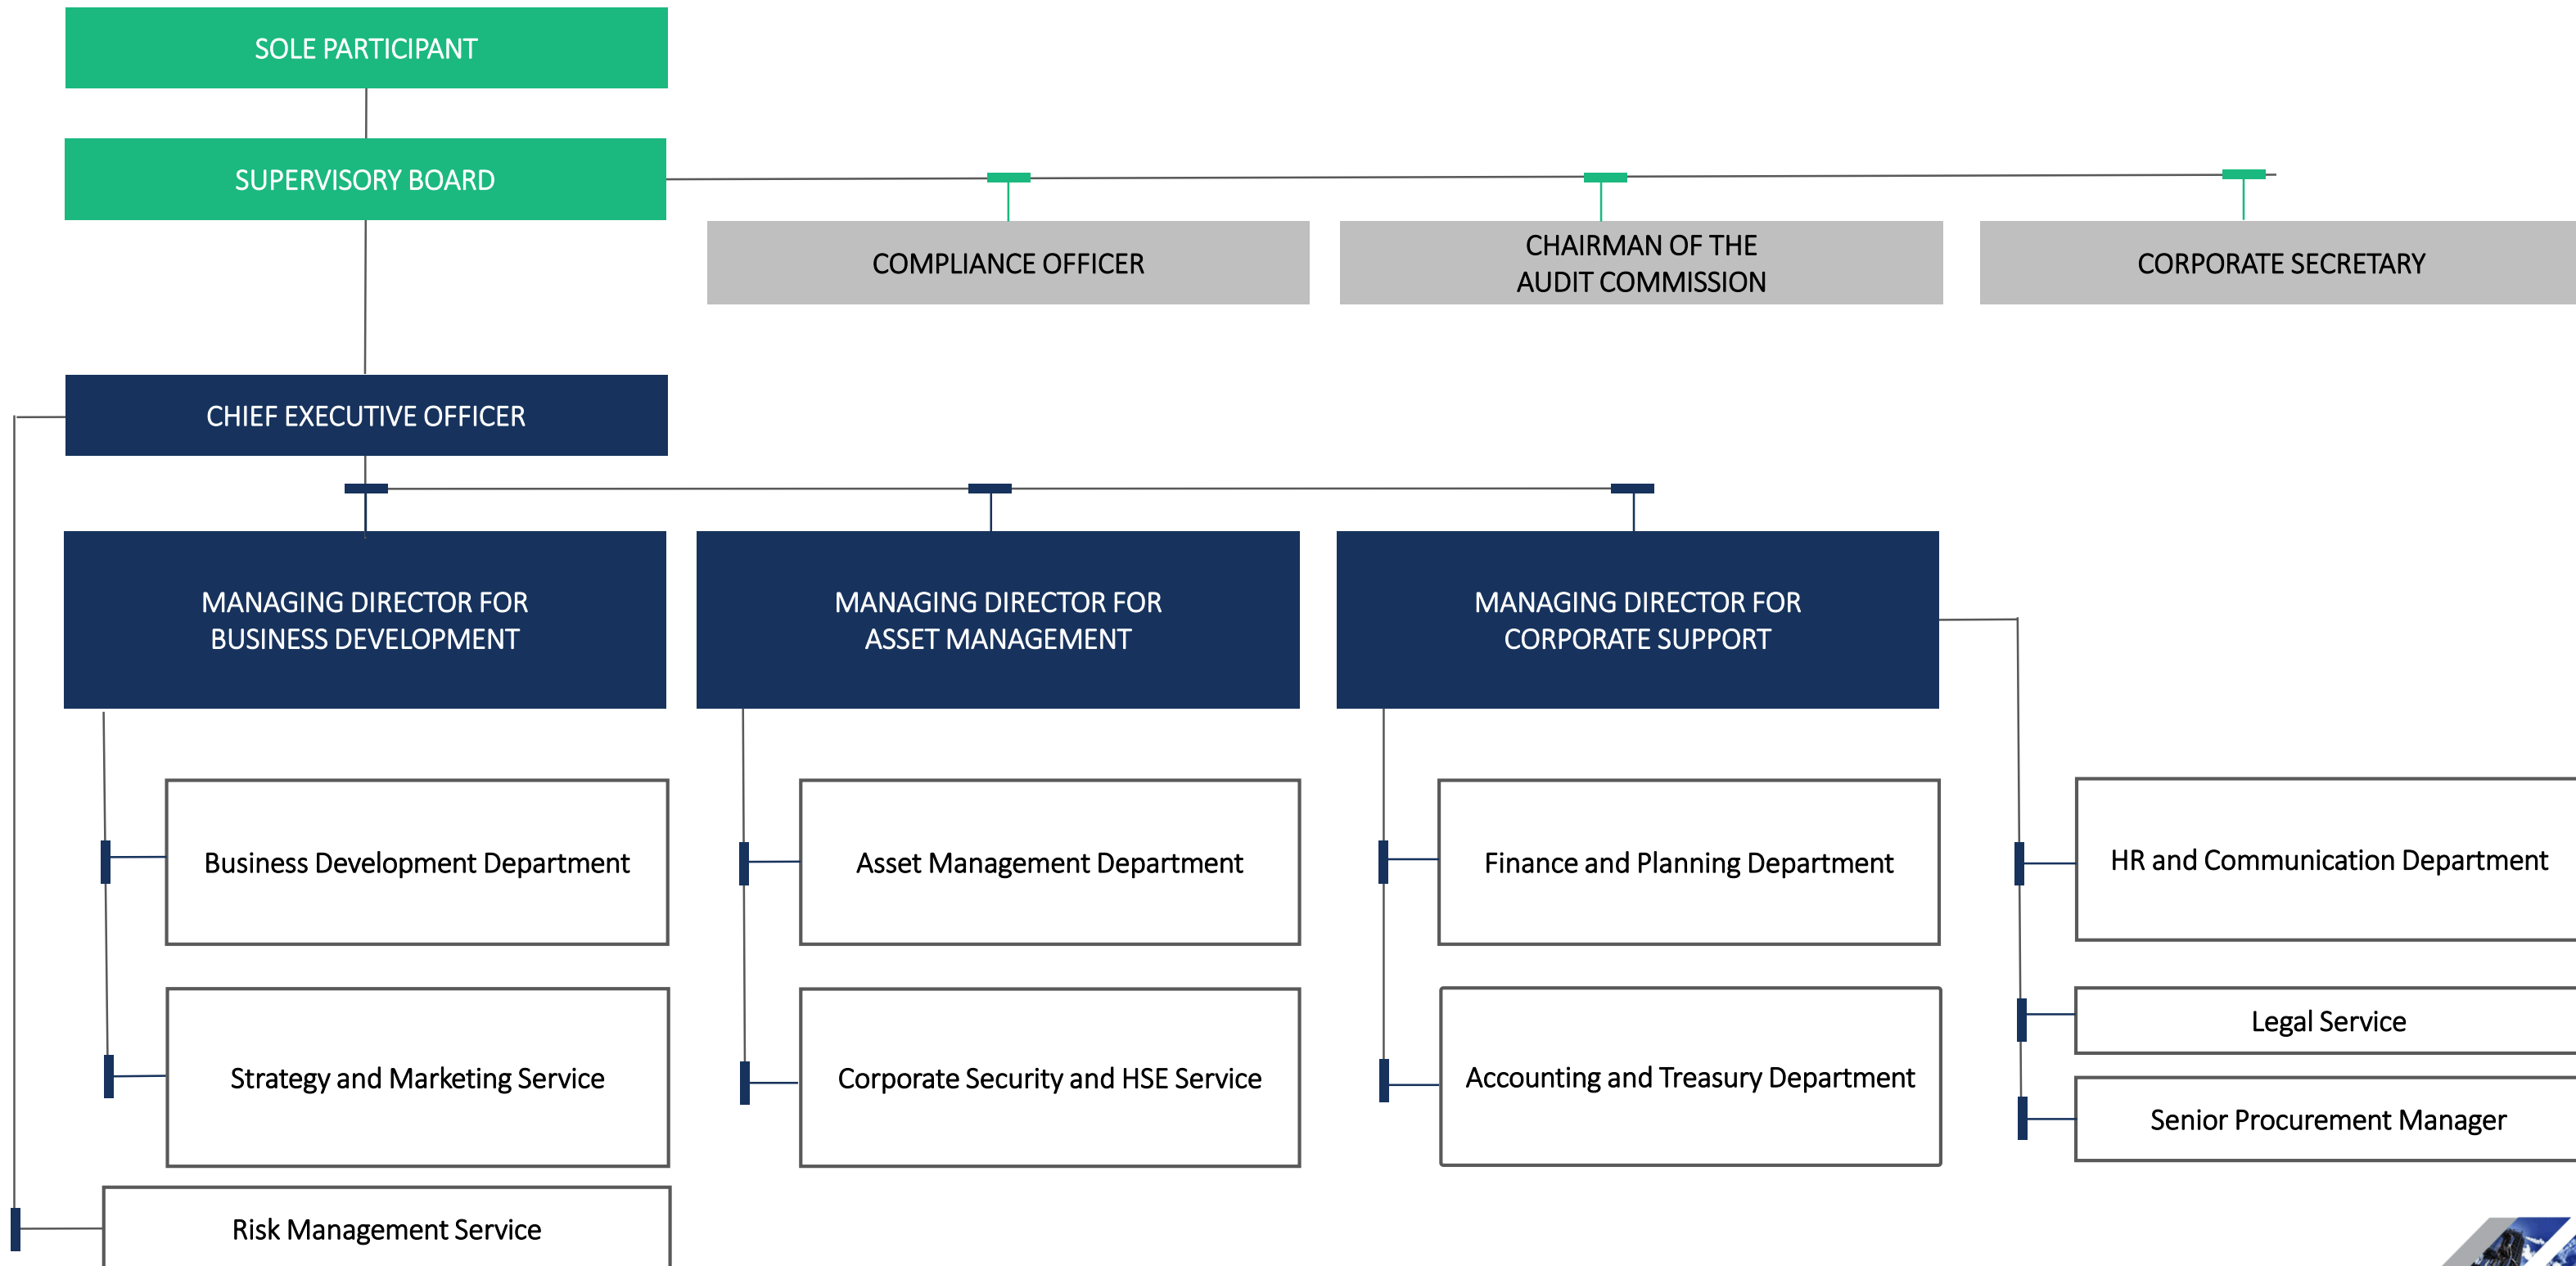 SOLE PARTICIPANT
SUPERVISORY BOARD
COMPLIANCE OFFICER
CHAIRMAN OF THE
AUDIT COMMISSION
CORPORATE SECRETARY
CHIEF EXECUTIVE OFFICER
MANAGING DIRECTOR FOR
BUSINESS DEVELOPMENT
MANAGING DIRECTOR FOR
ASSET MANAGEMENT
MANAGING DIRECTOR FOR
CORPORATE SUPPORT
Business Development Department
Asset Management Department
Finance and Planning Department
HR and Communication Department
Strategy and Marketing Service
Corporate Security and HSE Service
Accounting and Treasury Department
Legal Service
Senior Procurement Manager
Risk Management Service